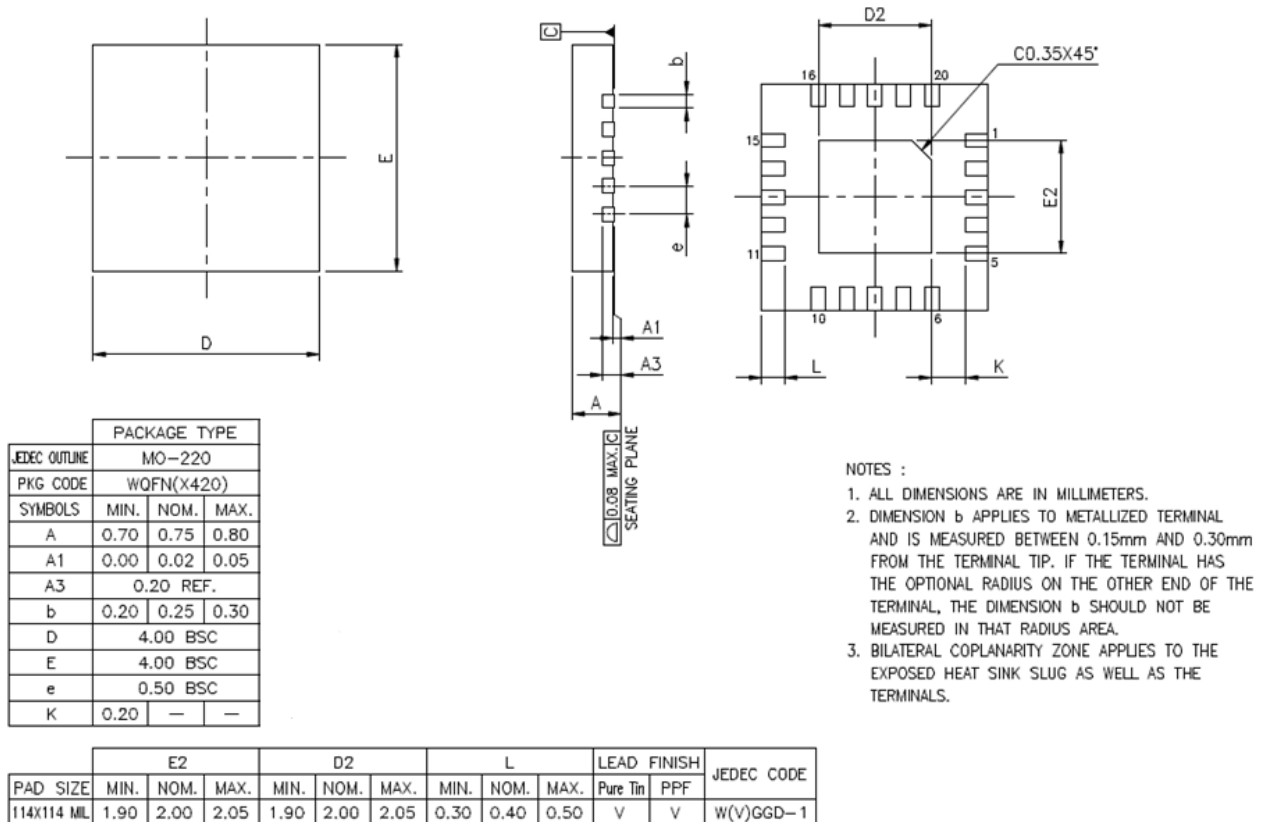 D2
C
C0.35X45°
b
16
20
15
1
E
E2
e
11
5
10
6
D
A1
A3
L
K
A
0.08 MAX. C
SEATING PLANE
PACKAGE TYPE
JEDEC OUTLINE MO-220
PKG CODE WQFN(X420)
SYMBOLS MIN. NOM. MAX.
A 0.70 0.75 0.80
A1 0.00 0.02 0.05
A3 0.20 REF.
b 0.20 0.25 0.30
D 4.00 BSC
E 4.00 BSC
e 0.50 BSC
K 0.20 — —
NOTES :
1. ALL DIMENSIONS ARE IN MILLIMETERS.
2. DIMENSION b APPLIES TO METALLIZED TERMINAL
AND IS MEASURED BETWEEN 0.15mm AND 0.30mm
FROM THE TERMINAL TIP. IF THE TERMINAL HAS
THE OPTIONAL RADIUS ON THE OTHER END OF THE
TERMINAL, THE DIMENSION b SHOULD NOT BE
MEASURED IN THAT RADIUS AREA.
3. BILATERAL COPLANARITY ZONE APPLIES TO THE
EXPOSED HEAT SINK SLUG AS WELL AS THE
TERMINALS.
E2 D2 L LEAD FINISH JEDEC CODE
PAD SIZE MIN. NOM. MAX. MIN. NOM. MAX. MIN. NOM. MAX. Pure Tin PPF
114X114 MIL 1.90 2.00 2.05 1.90 2.00 2.05 0.30 0.40 0.50 V V W(V)GGD-1